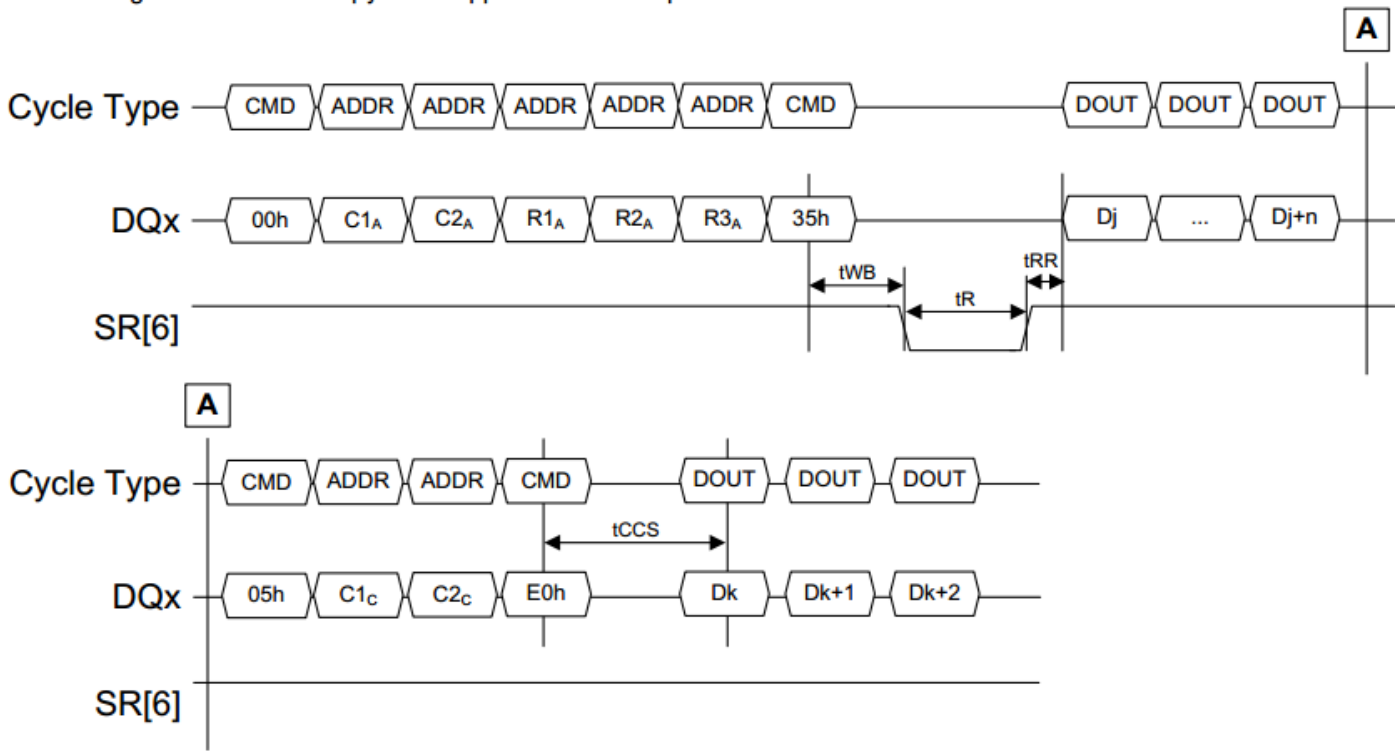 A
Cycle Type CMD ADDR ADDR ADDR ADDR ADDR CMD DOUT DOUT DOUT
DQx 00h C1A C2A R1A R2A R3A 35h Dj ... Dj+n
tWB tR tRR
SR[6]
A
Cycle Type CMD ADDR ADDR CMD DOUT DOUT DOUT
tCCS
DQx 05h C1C C2C E0h Dk Dk+1 Dk+2
SR[6]